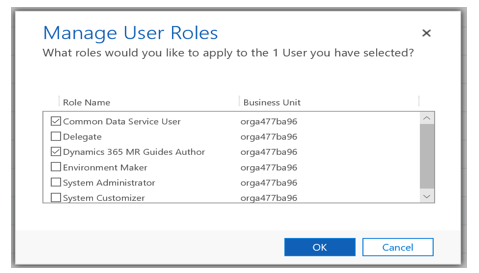 Manage User Roles
What roles would you like to apply to the 1 User you have selected?
Role Name Business Unit
Common Data Service User orga477ba96
Delegate orga477ba96
Dynamics 365 MR Guides Author orga477ba96
Environment Maker orga477ba96
System Administrator orga477ba96
System Customizer orga477ba96
OK Cancel